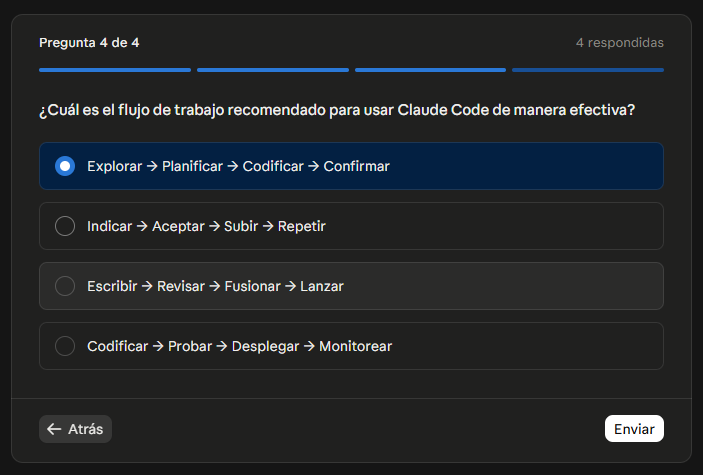 Pregunta 4 de 4
4 respondidas
¿Cuál es el flujo de trabajo recomendado para usar Claude Code de manera efectiva?
Explorar → Planificar → Codificar → Confirmar
Indicar → Aceptar → Subir → Repetir
Escribir → Revisar → Fusionar → Lanzar
Codificar → Probar → Desplegar → Monitorear
← Atrás
Enviar